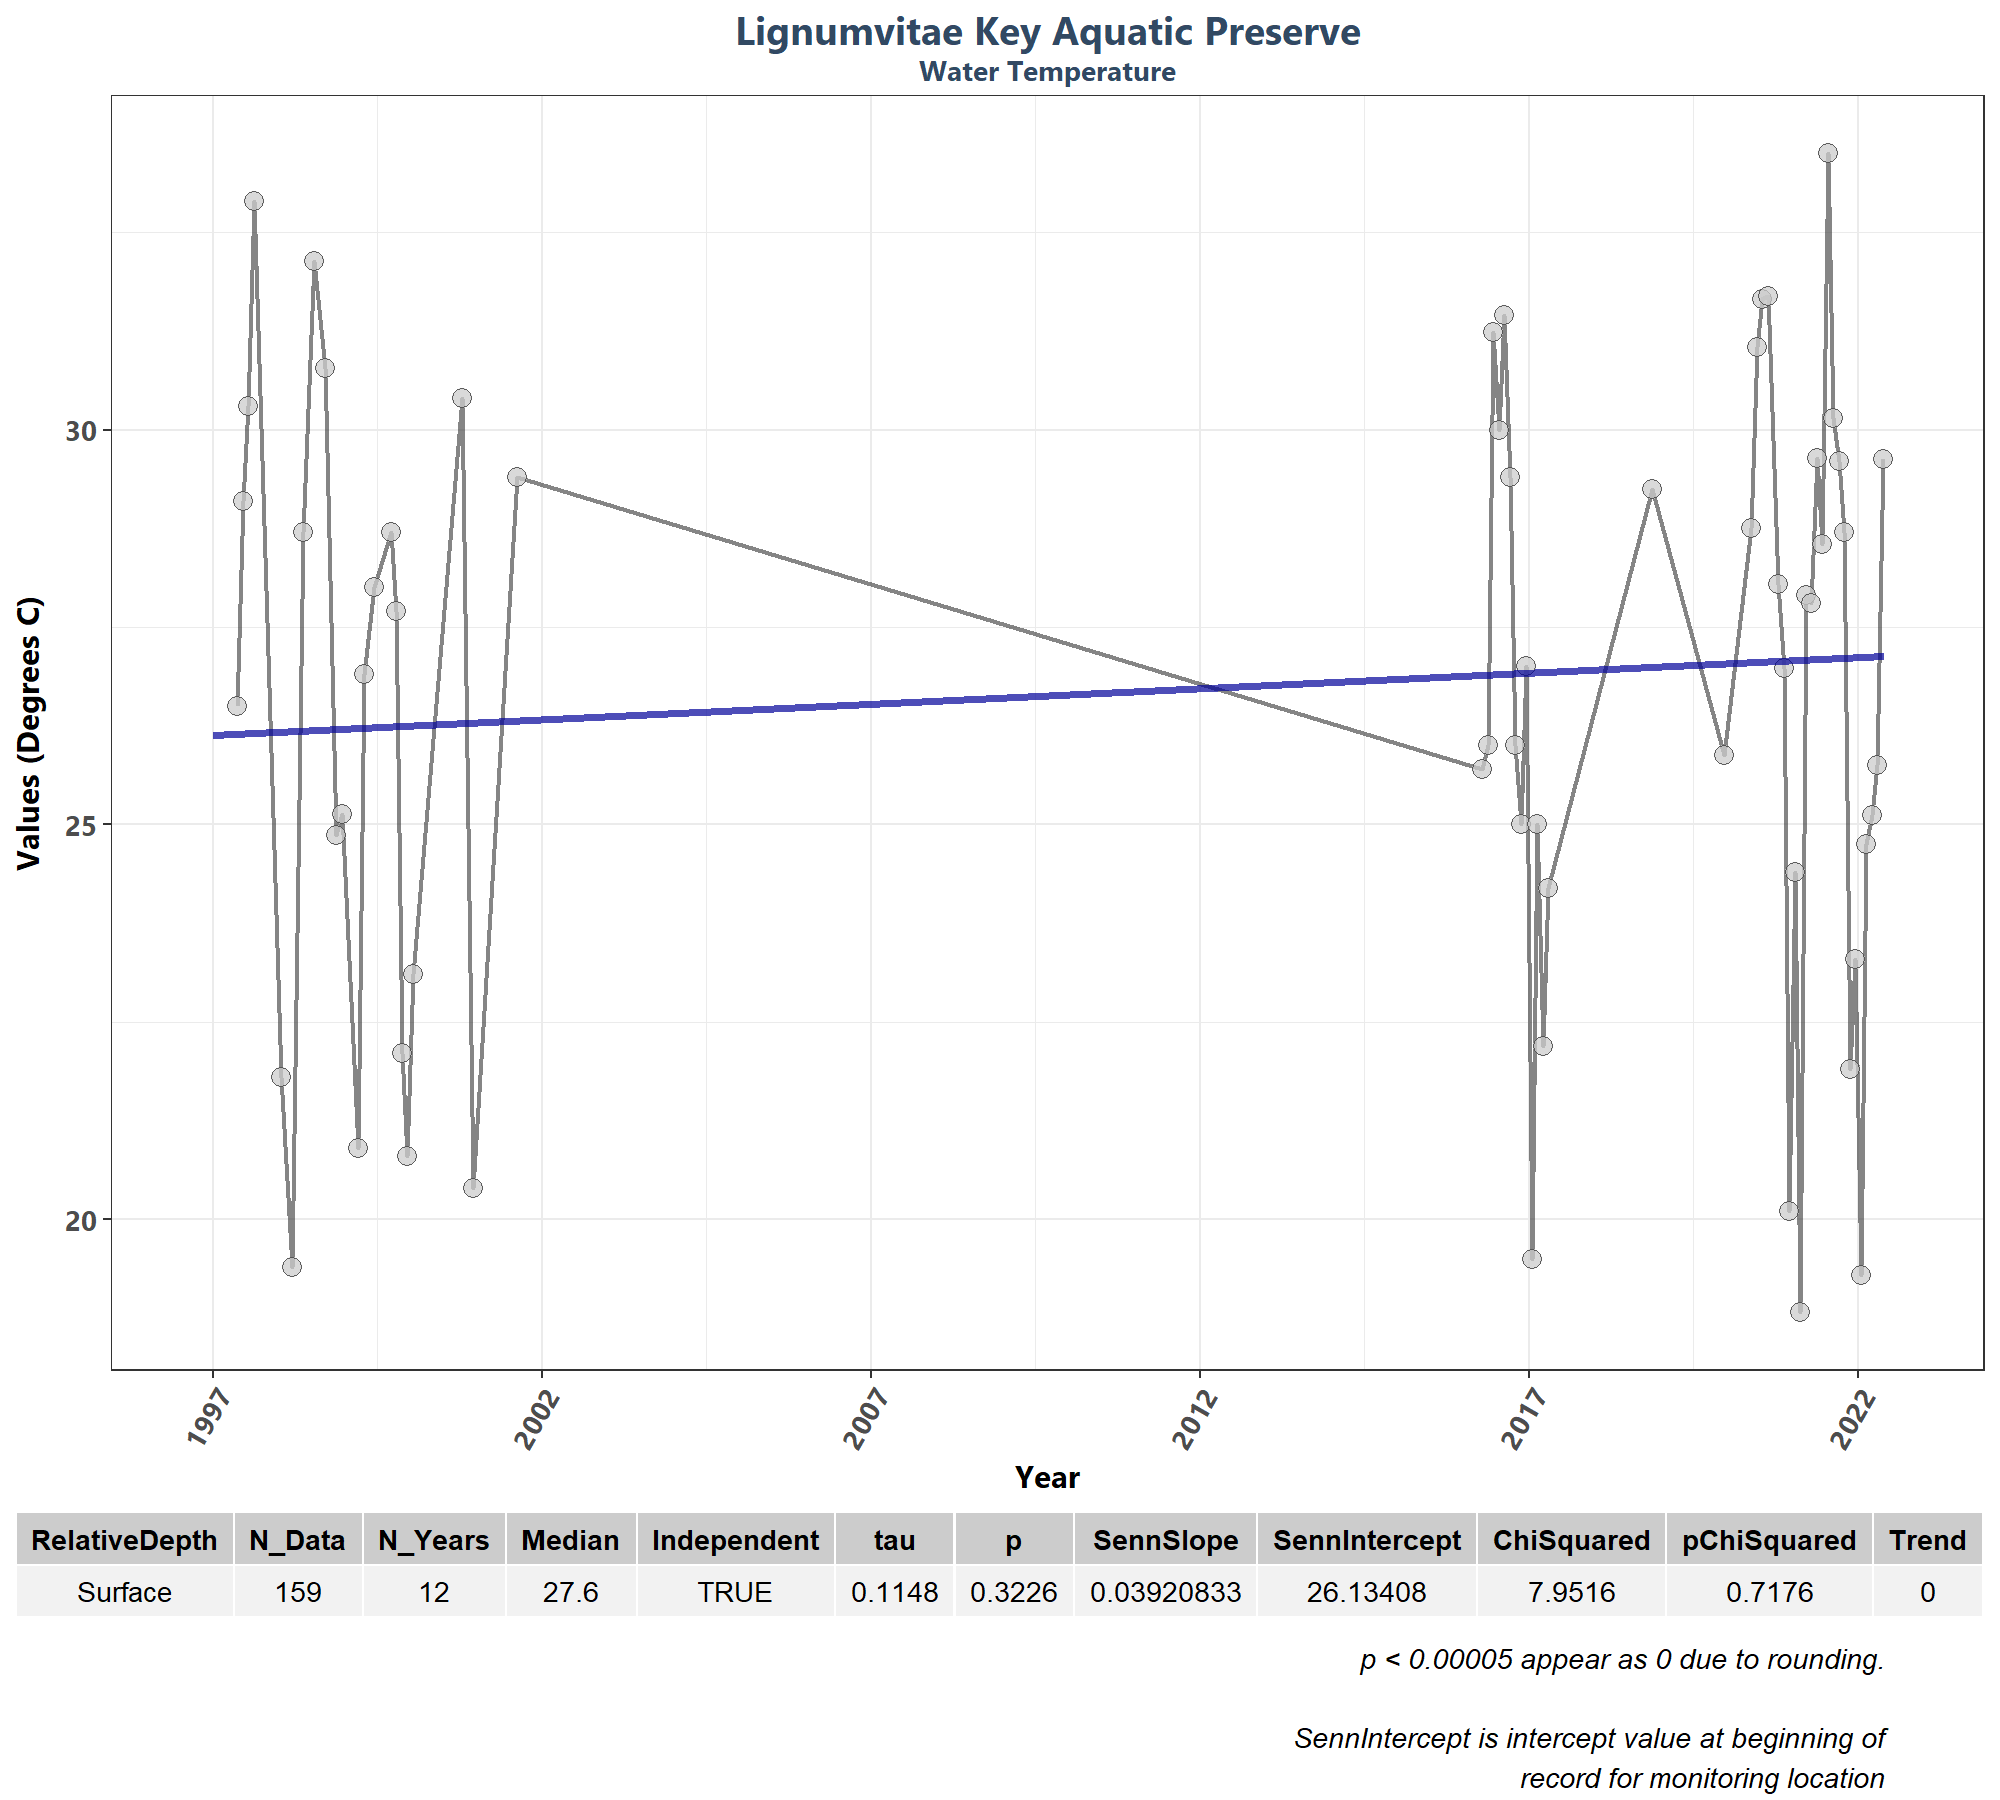 Lignumvitae Key Aquatic Preserve
Water Temperature
Values (Degrees C)
30
25
20
1997
2002
2007
2012
2017
2022
Year
RelativeDepth N_Data N_Years Median Independent tau p SennSlope SennIntercept ChiSquared pChiSquared Trend
Surface 159 12 27.6 TRUE 0.1148 0.3226 0.03920833 26.13408 7.9516 0.7176 0
p < 0.00005 appear as 0 due to rounding.
SennIntercept is intercept value at beginning of
record for monitoring location